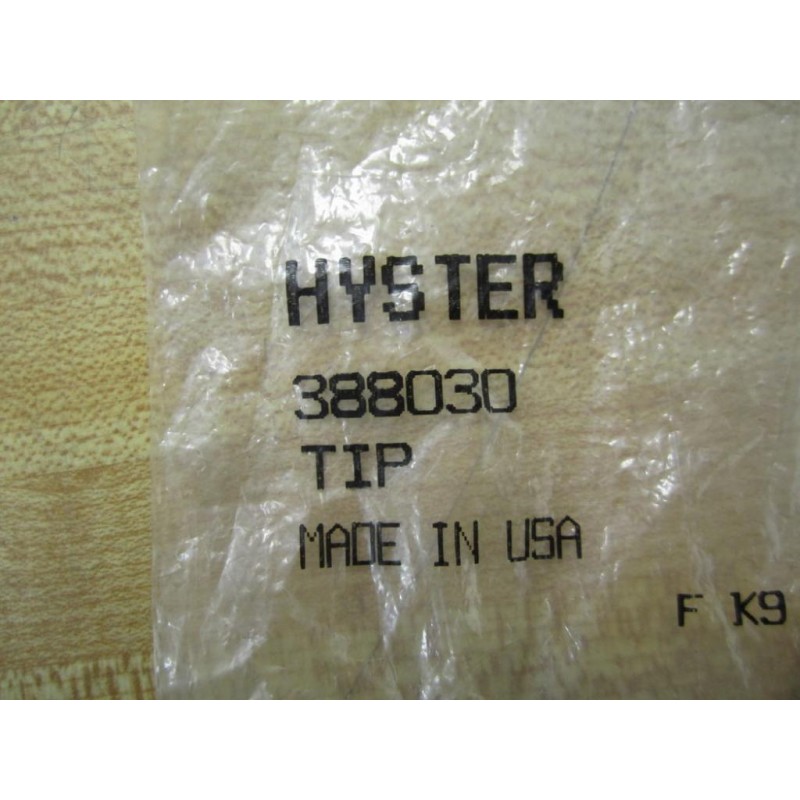 HYSTER
388030
TIP
MADE IN USA
F K9